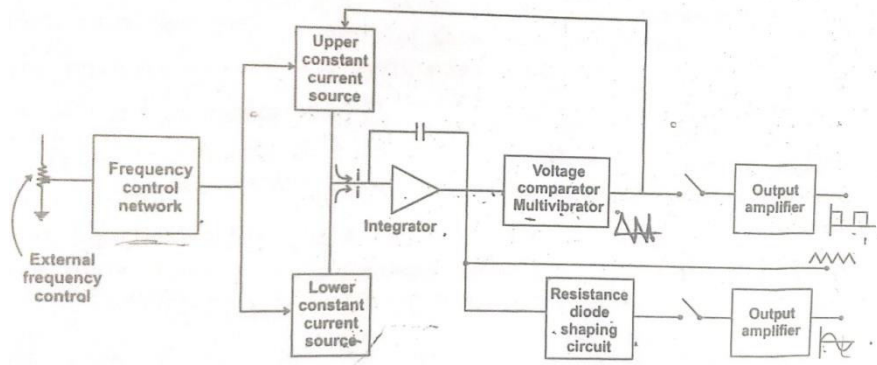 Upper
constant
current
source
Frequency
control
network
External
frequency
control
i
i
Integrator
Voltage
comparator
Multivibrator
Output
amplifier
Lower
constant
current
source
Resistance
diode
shaping
circuit
Output
amplifier